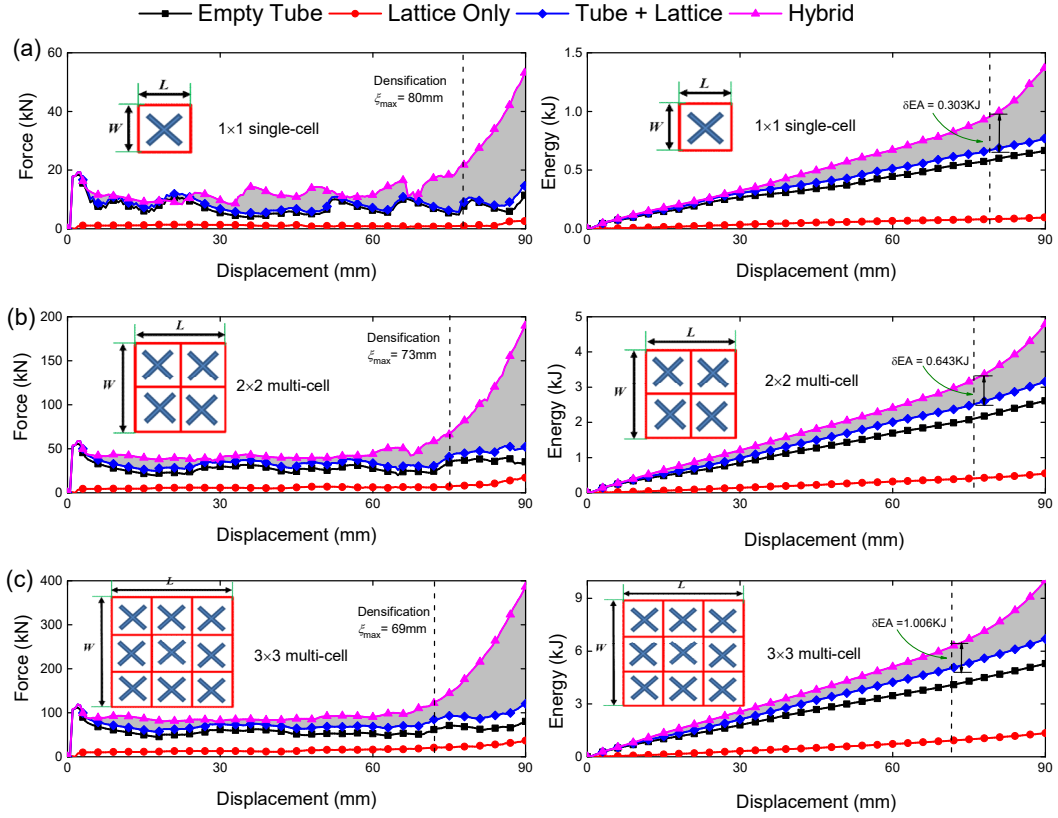 Empty Tube Lattice Only Tube + Lattice Hybrid
(a)
Force (kN)
60
40
20
0
L
W
1×1 single-cell
Densification
ξmax= 80mm
0 30 60 90
Displacement (mm)
Energy (kJ)
1.5
1.0
0.5
0.0
L
W
1×1 single-cell
δEA = 0.303KJ
0 30 60 90
Displacement (mm)
(b)
Force (kN)
200
150
100
50
0
L
W
2×2 multi-cell
Densification
ξmax= 73mm
0 30 60 90
Displacement (mm)
Energy (kJ)
5
4
3
2
1
0
L
W
2×2 multi-cell
δEA = 0.643KJ
0 30 60 90
Displacement (mm)
(c)
Force (kN)
400
300
200
100
0
L
W
3×3 multi-cell
Densification
ξmax= 69mm
0 30 60 90
Displacement (mm)
Energy (kJ)
9
6
3
0
L
W
3×3 multi-cell
δEA =1.006KJ
0 30 60 90
Displacement (mm)